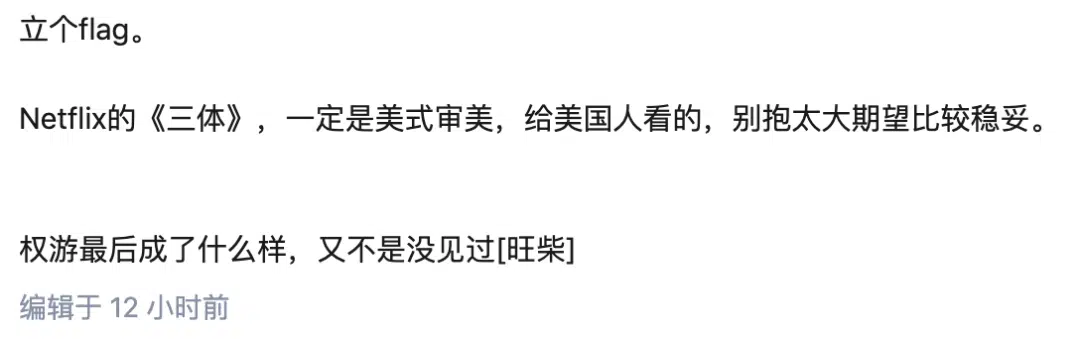 立个flag。
Netflix的《三体》，一定是美式审美，给美国人看的，别抱太大期望比较稳妥。
权游最后成了什么样，又不是没见过[旺柴]
编辑于 12 小时前